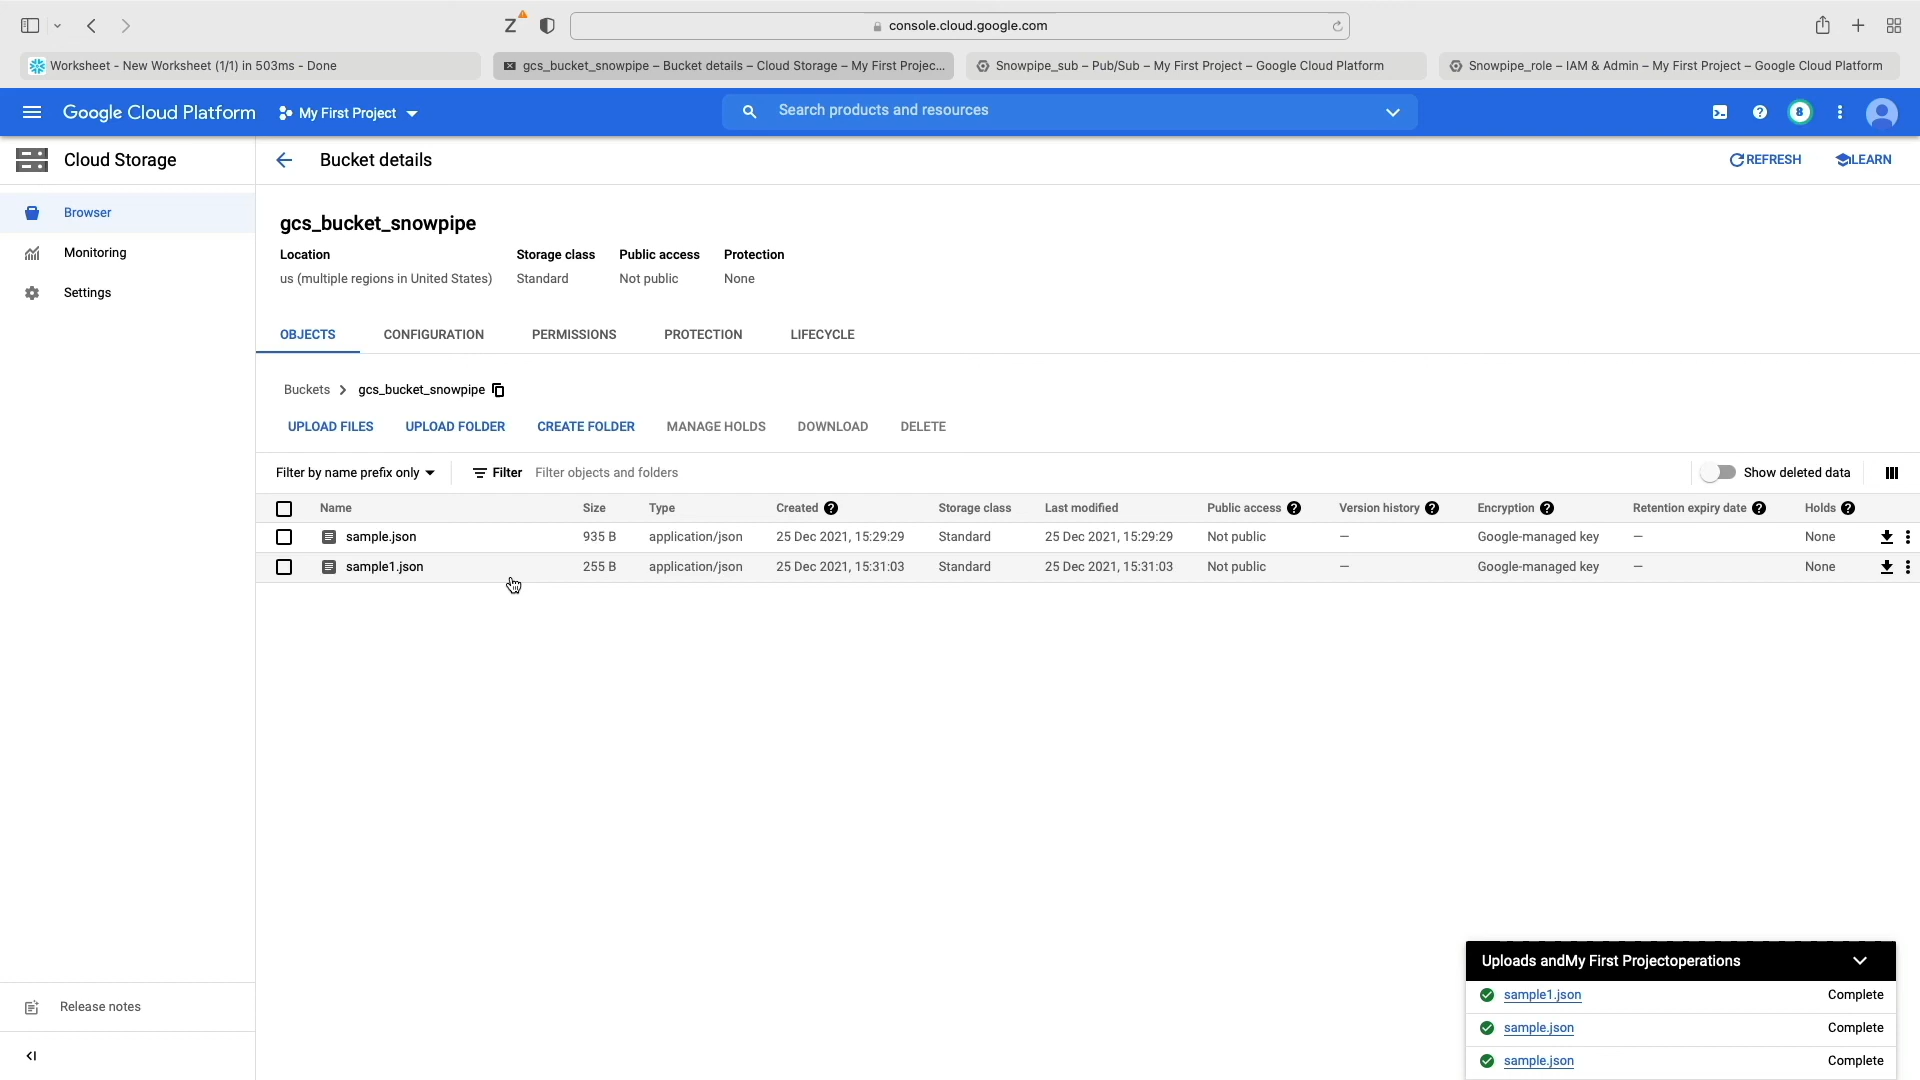 Z
console.cloud.google.com
Worksheet - New Worksheet (1/1) in 503ms - Done
gcs_bucket_snowpipe – Bucket details – Cloud Storage – My First Projec...
Snowpipe_sub – Pub/Sub – My First Project – Google Cloud Platform
Snowpipe_role – IAM & Admin – My First Project – Google Cloud Platform
Google Cloud Platform
My First Project
Search products and resources
8
Cloud Storage
Bucket details
REFRESH
LEARN
Browser
Monitoring
Settings
gcs_bucket_snowpipe
Location Storage class Public access Protection
us (multiple regions in United States) Standard Not public None
OBJECTS CONFIGURATION PERMISSIONS PROTECTION LIFECYCLE
Buckets > gcs_bucket_snowpipe
UPLOAD FILES UPLOAD FOLDER CREATE FOLDER MANAGE HOLDS DOWNLOAD DELETE
Filter by name prefix only Filter Filter objects and folders Show deleted data
Name Size Type Created Storage class Last modified Public access Version history Encryption Retention expiry date Holds
sample.json 935 B application/json 25 Dec 2021, 15:29:29 Standard 25 Dec 2021, 15:29:29 Not public — Google-managed key — None
sample1.json 255 B application/json 25 Dec 2021, 15:31:03 Standard 25 Dec 2021, 15:31:03 Not public — Google-managed key — None
Uploads andMy First Projectoperations
sample1.json Complete
sample.json Complete
sample.json Complete
Release notes